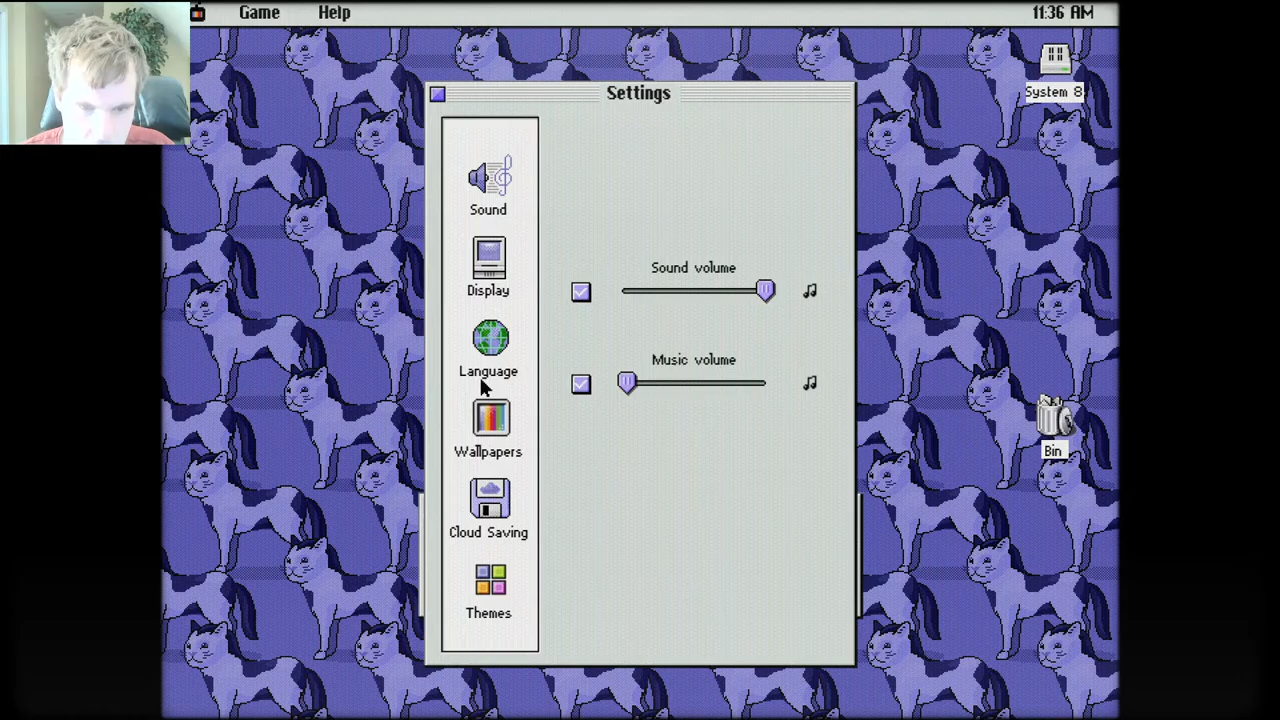 Game Help 11:36 AM
System 8
Settings
Sound
Display
Language
Wallpapers
Cloud Saving
Themes
Sound volume
Music volume
Bin